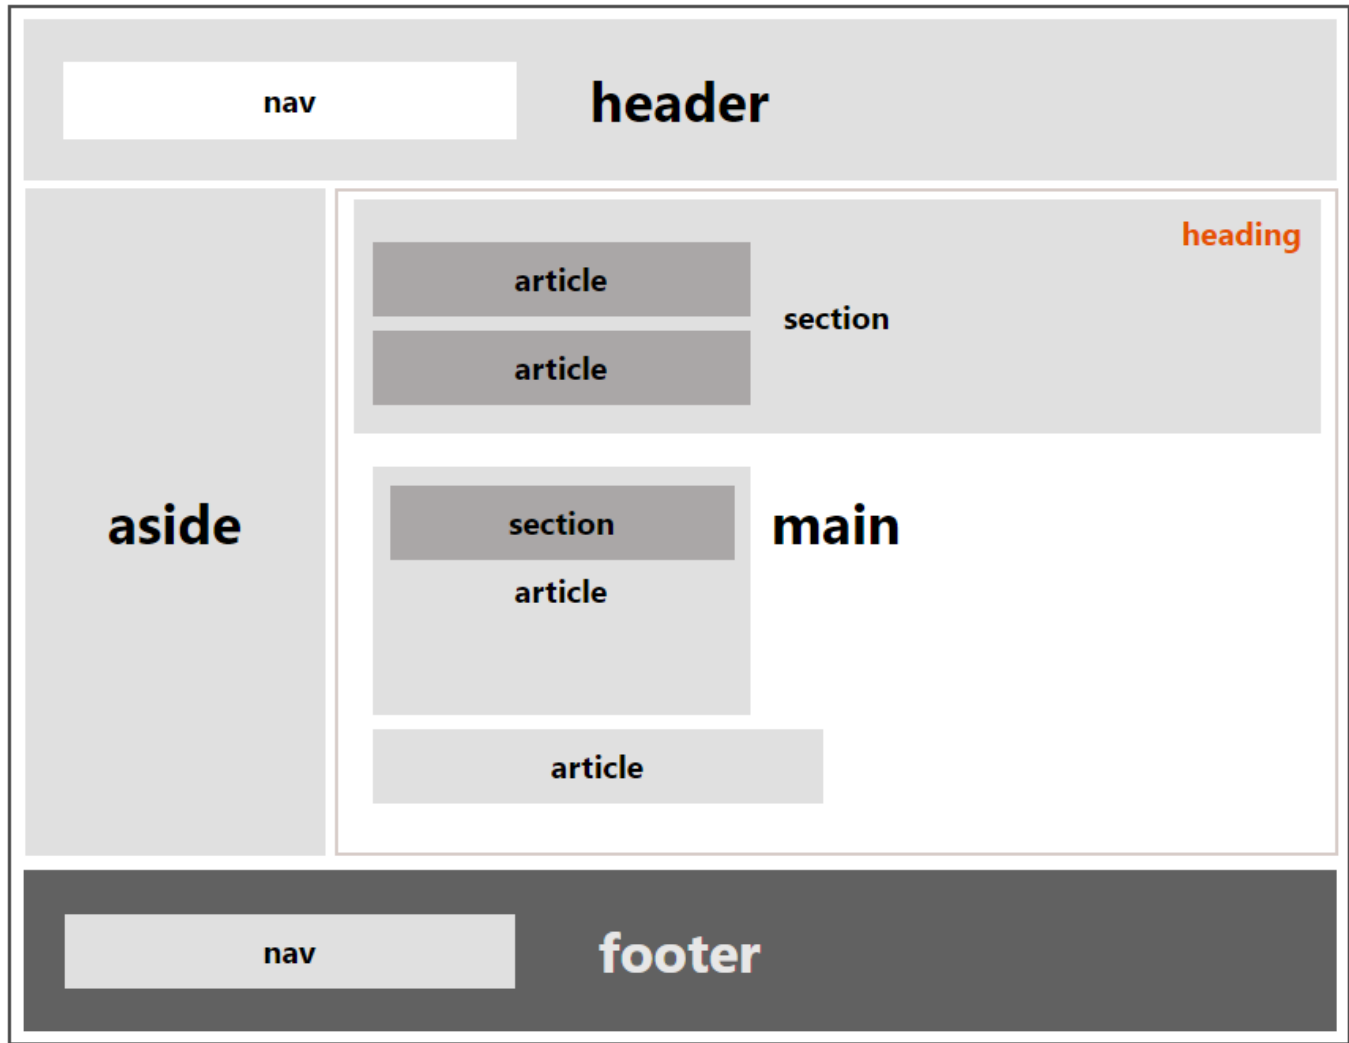 nav
header
heading
article
section
article
aside
section
main
article
article
nav
footer